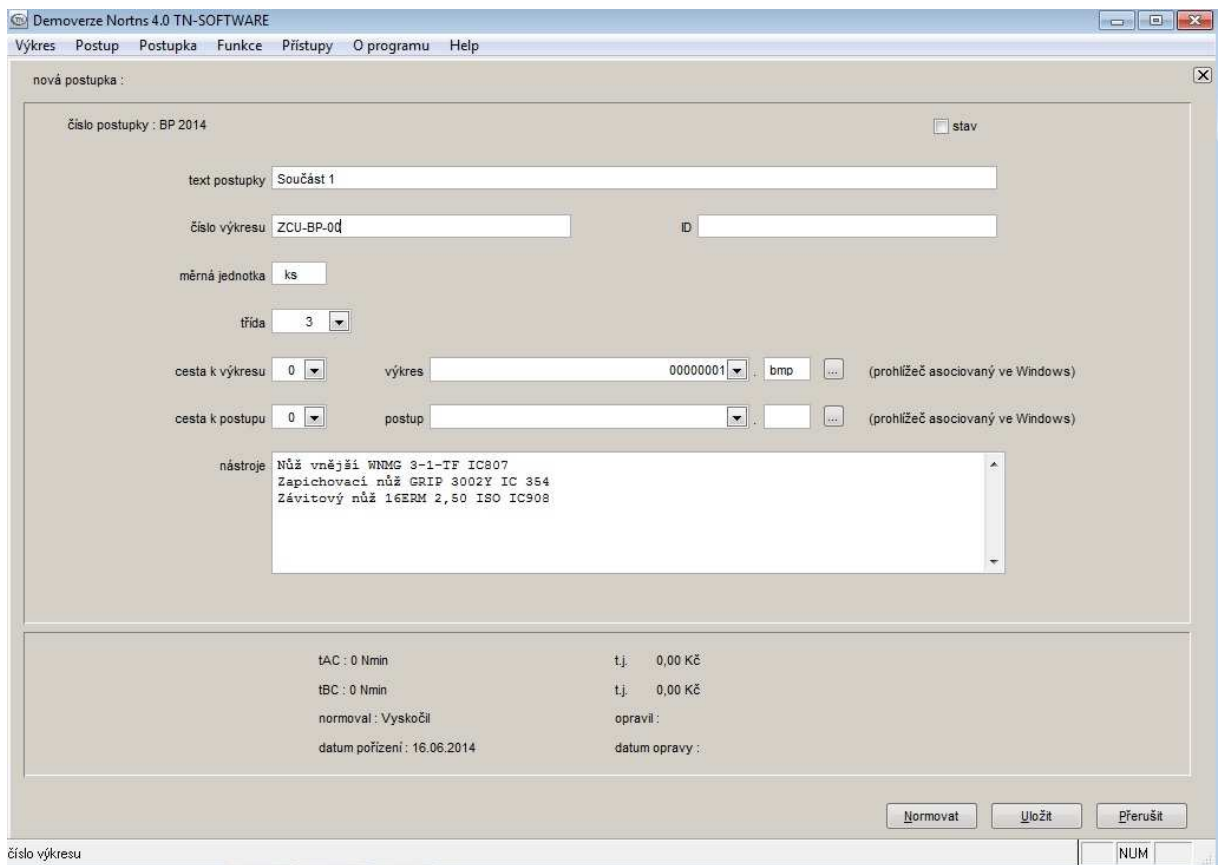 Demoverze Nortns 4.0 TN-SOFTWARE
Výkres Postup Postupka Funkce Přístupy O programu Help
nová postupka :
číslo postupky : BP 2014 stav
text postupky Součást 1
číslo výkresu ZCU-BP-00 ID
měrná jednotka ks
třída 3
cesta k výkresu 0 výkres 00000001 . bmp ... (prohlížeč asociovaný ve Windows)
cesta k postupu 0 postup . ... (prohlížeč asociovaný ve Windows)
nástroje Nůž vnější WNMG 3-1-TF IC807
Zapichovací nůž GRIP 3002Y IC 354
Závitový nůž 16ERM 2,50 ISO IC908
tAC : 0 Nmin t.j. 0,00 Kč
tBC : 0 Nmin t.j. 0,00 Kč
normoval : Vyskočil opravil :
datum pořízení : 16.06.2014 datum opravy :
Normovat Uložit Přerušit
číslo výkresu NUM